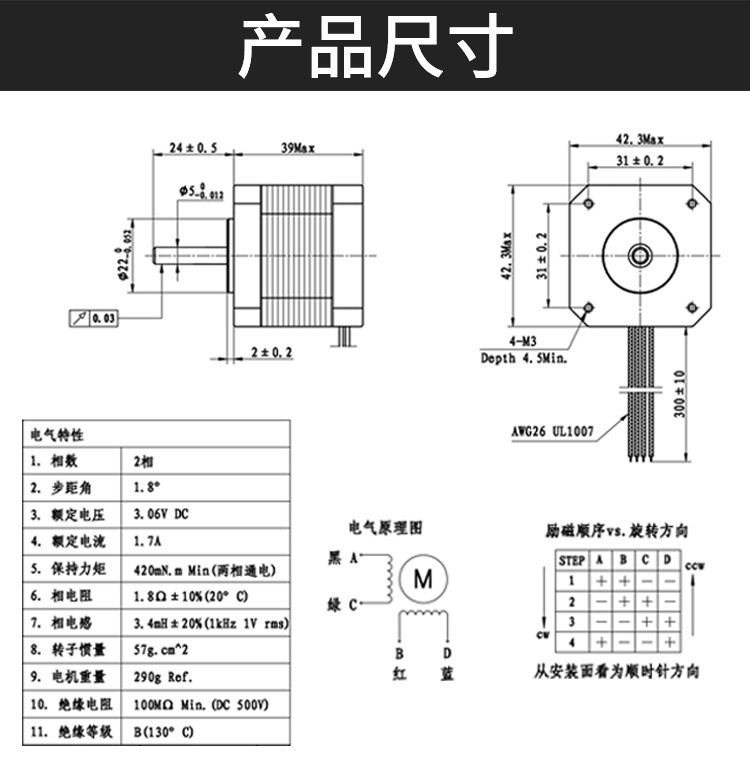 产品尺寸
24±0.5
39Max
Φ5 0 -0.012
Φ22 0 -0.052
0.03
2±0.2
42.3Max
31±0.2
42.3Max
31±0.2
4-M3
Depth 4.5Min.
AWG26 UL1007
300±10
电气特性
1. 相数 2相
2. 步距角 1.8°
3. 额定电压 3.06V DC
4. 额定电流 1.7A
5. 保持力矩 420mN.m Min(两相通电)
6. 相电阻 1.8Ω±10%(20° C)
7. 相电感 3.4mH±20%(1kHz 1V rms)
8. 转子惯量 57g.cm^2
9. 电机重量 290g Ref.
10. 绝缘电阻 100MΩ Min.(DC 500V)
11. 绝缘等级 B(130° C)
电气原理图
黑 A
M
绿 C
B D
红 蓝
励磁顺序vs.旋转方向
STEP A B C D
1 + + − −
2 − + + −
3 − − + +
4 + − − +
CW
CCW
从安装面看为顺时针方向